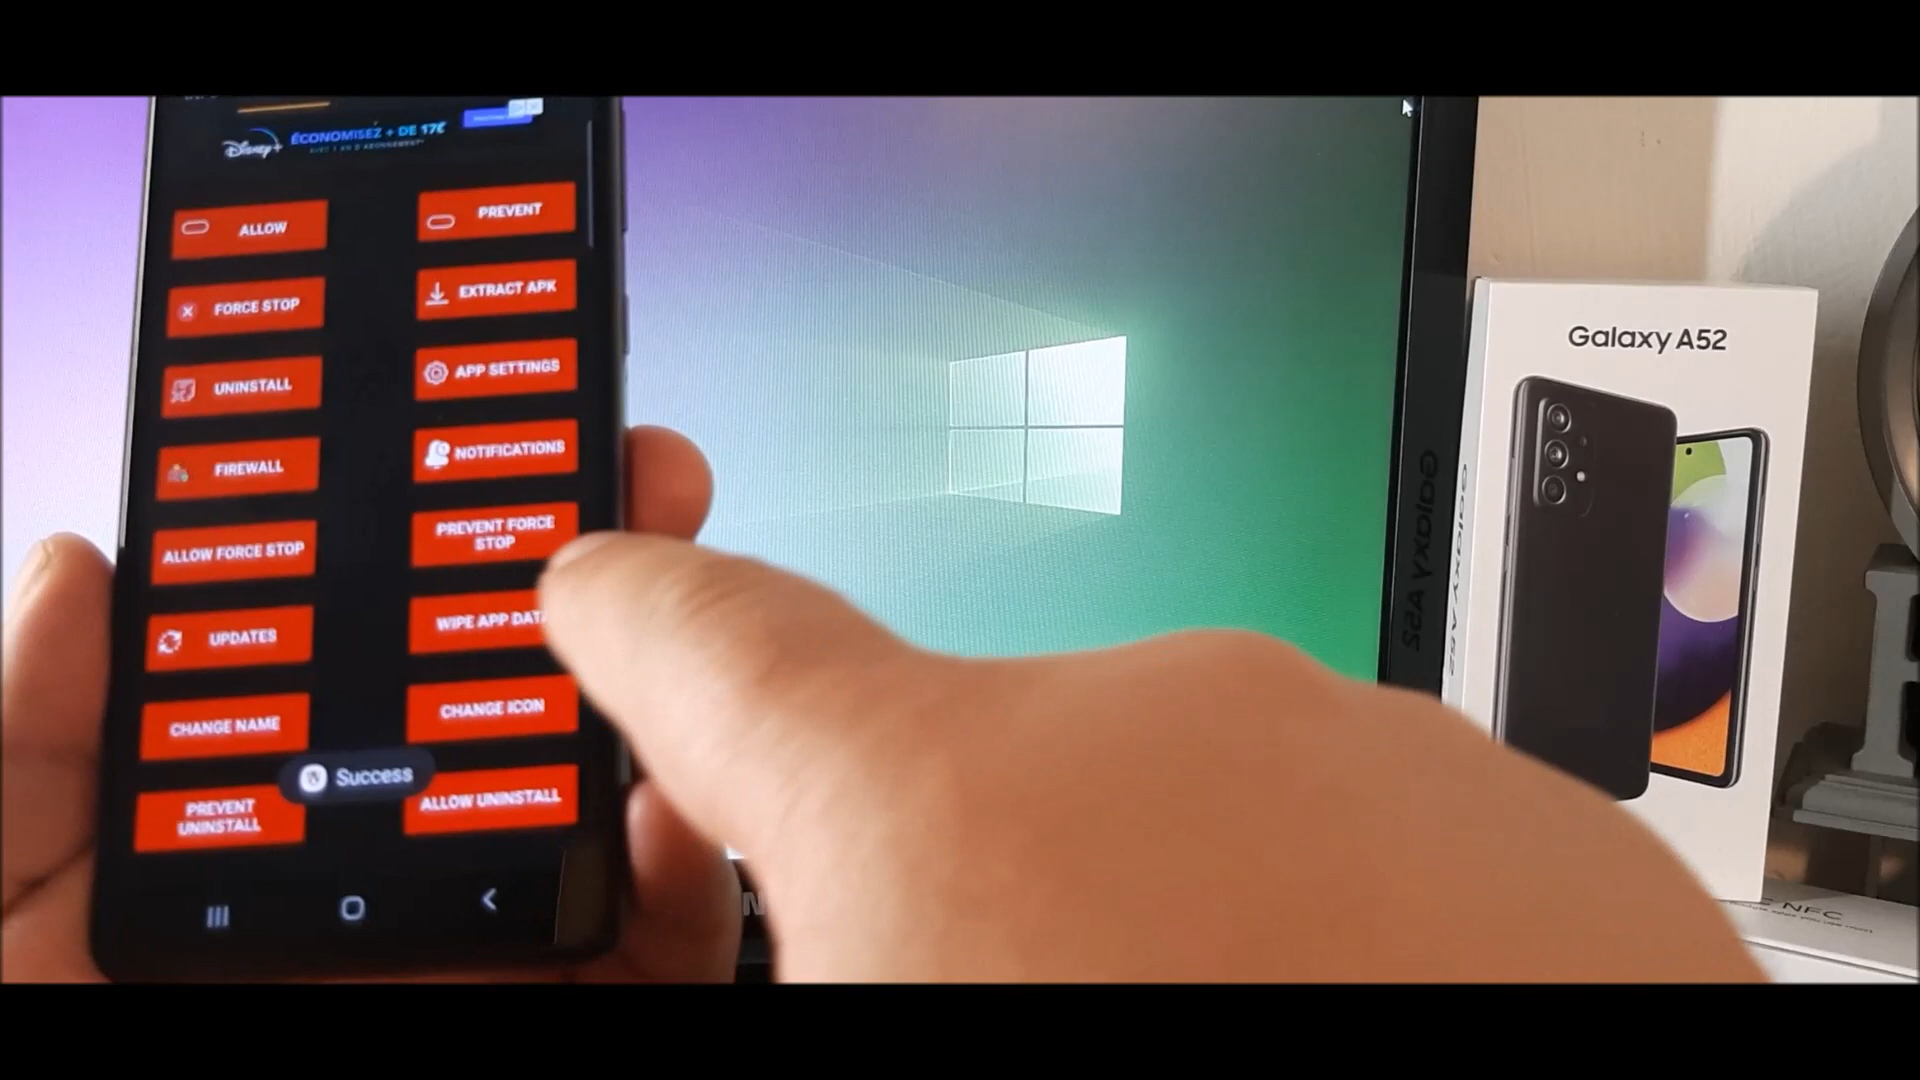 Disney+
ÉCONOMISEZ + DE 17€
ALLOW
PREVENT
FORCE STOP
EXTRACT APK
UNINSTALL
APP SETTINGS
FIREWALL
NOTIFICATIONS
ALLOW FORCE STOP
PREVENT FORCE
STOP
UPDATES
WIPE APP DATA
CHANGE NAME
CHANGE ICON
Success
PREVENT
UNINSTALL
ALLOW UNINSTALL
Galaxy A52
Galaxy A52
Galaxy A52
NFC